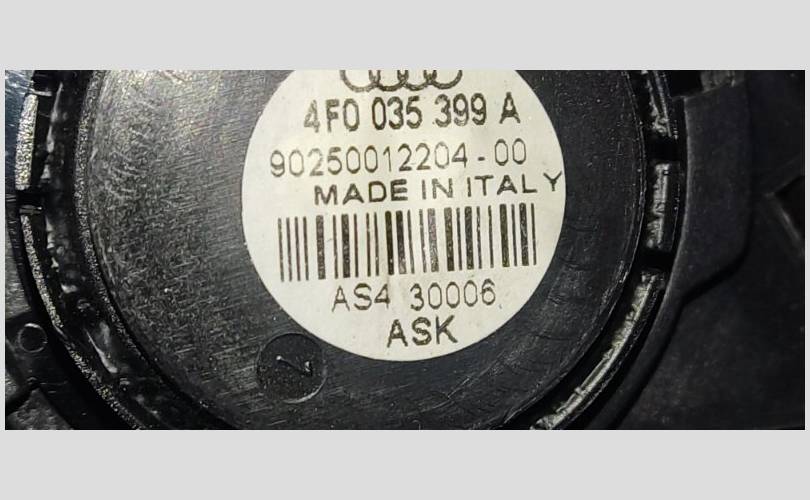 4F0 035 399 A
90250012204-00
MADE IN ITALY
AS4 30006
ASK